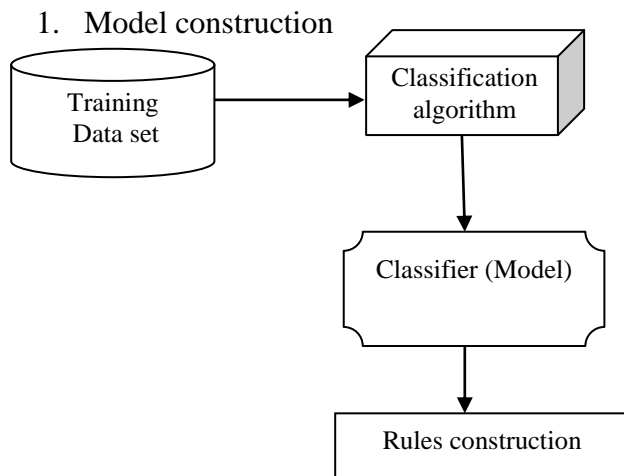 1. Model construction
Training
Data set
Classification
algorithm
Classifier (Model)
Rules construction